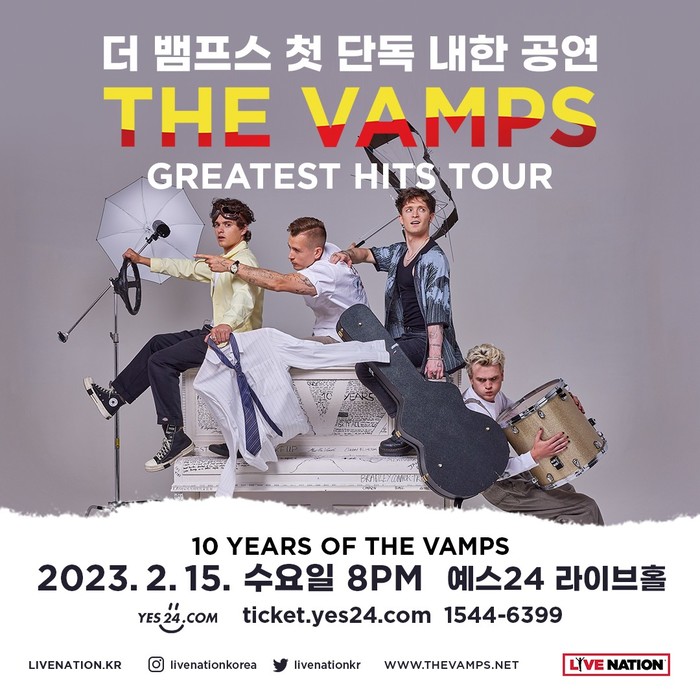 더 뱀프스 첫 단독 내한 공연
THE VAMPS
GREATEST HITS TOUR
10 YEARS
10 YEARS OF THE VAMPS
2023. 2. 15. 수요일 8PM 예스24 라이브홀
YES24.COM ticket.yes24.com 1544-6399
LIVENATION.KR livenationkorea livenationkr WWW.THEVAMPS.NET LIVE NATION